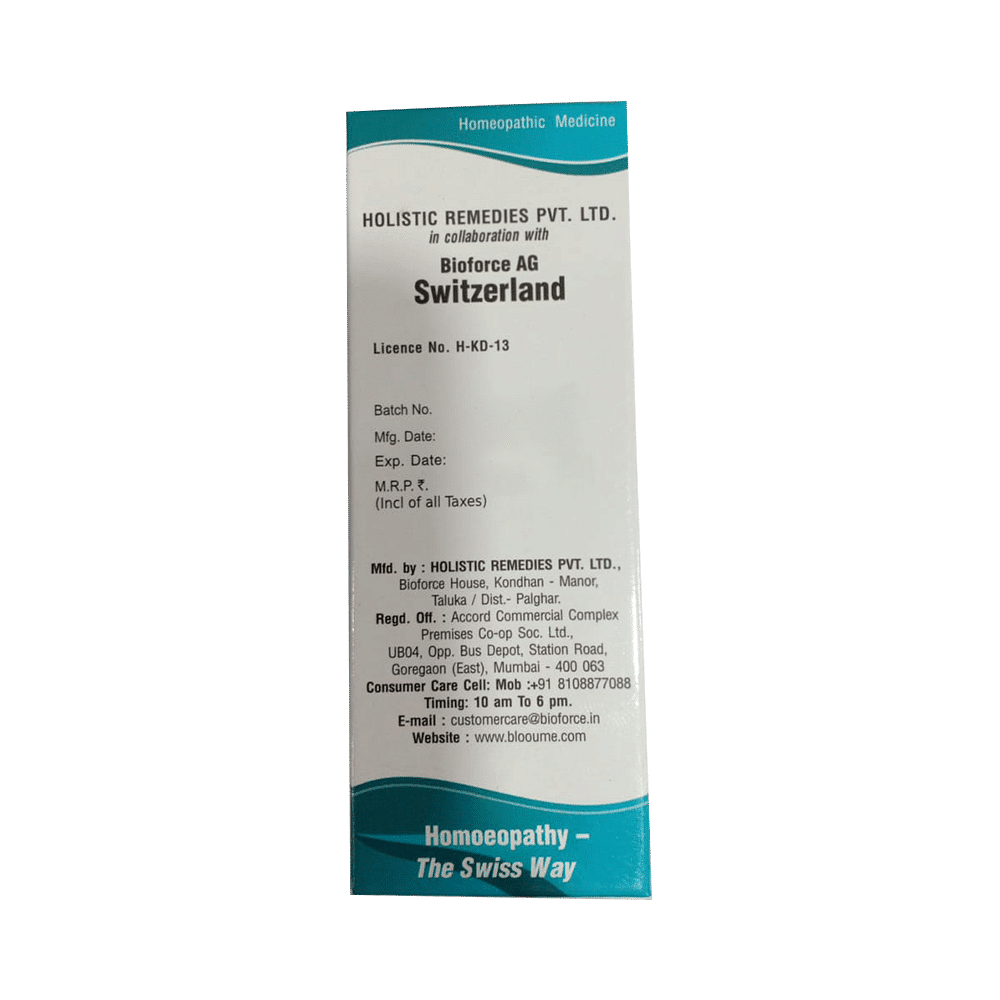 Homeopathic Medicine
HOLISTIC REMEDIES PVT. LTD.
in collaboration with
Bioforce AG
Switzerland
Licence No. H-KD-13
Batch No.
Mfg. Date:
Exp. Date:
M.R.P. ₹.
(Incl of all Taxes)
Mfd. by : HOLISTIC REMEDIES PVT. LTD.,
Bioforce House, Kondhan - Manor,
Taluka / Dist.- Palghar.
Regd. Off. : Accord Commercial Complex
Premises Co-op Soc. Ltd.,
UB04, Opp. Bus Depot, Station Road,
Goregaon (East), Mumbai - 400 063
Consumer Care Cell: Mob :+91 8108877088
Timing: 10 am To 6 pm.
E-mail : customercare@bioforce.in
Website : www.blooume.com
Homoeopathy –
The Swiss Way